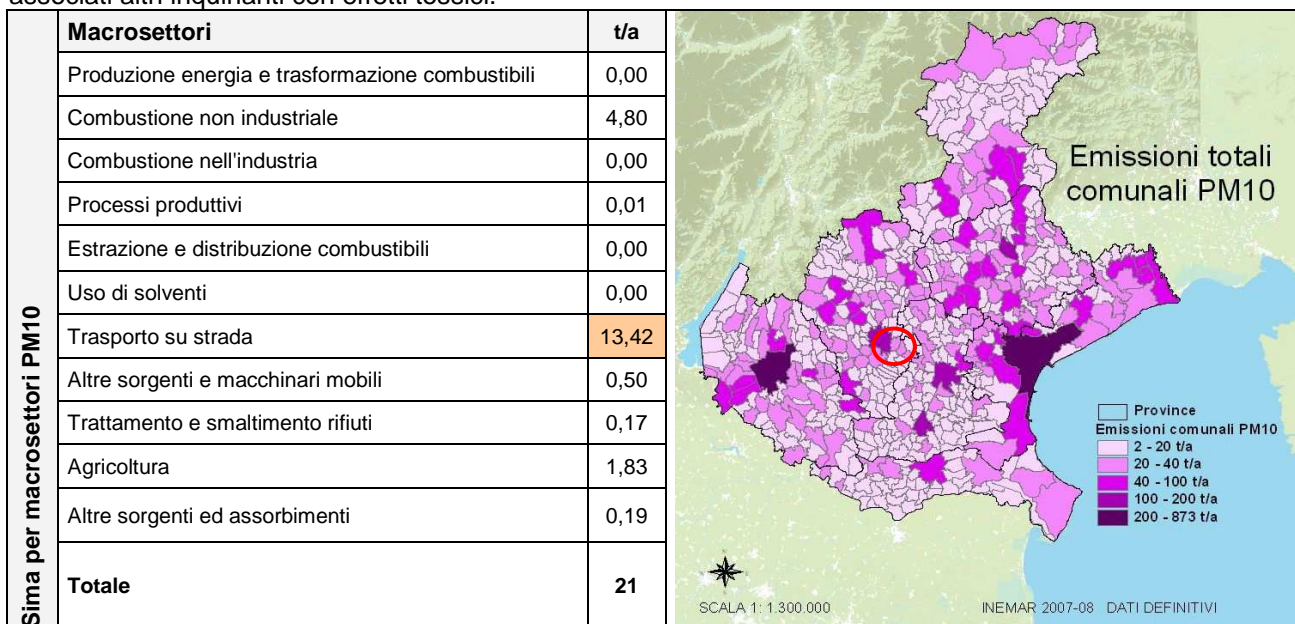 associati altri inquinanti con effetti tossici.
Sima per macrosettori PM10
Macrosettori t/a
Produzione energia e trasformazione combustibili 0,00
Combustione non industriale 4,80
Combustione nell'industria 0,00
Processi produttivi 0,01
Estrazione e distribuzione combustibili 0,00
Uso di solventi 0,00
Trasporto su strada 13,42
Altre sorgenti e macchinari mobili 0,50
Trattamento e smaltimento rifiuti 0,17
Agricoltura 1,83
Altre sorgenti ed assorbimenti 0,19
Totale 21
Emissioni totali
comunali PM10
Province
Emissioni comunali PM10
2 - 20 t/a
20 - 40 t/a
40 - 100 t/a
100 - 200 t/a
200 - 873 t/a
SCALA 1: 1.300.000 INEMAR 2007-08 DATI DEFINITIVI